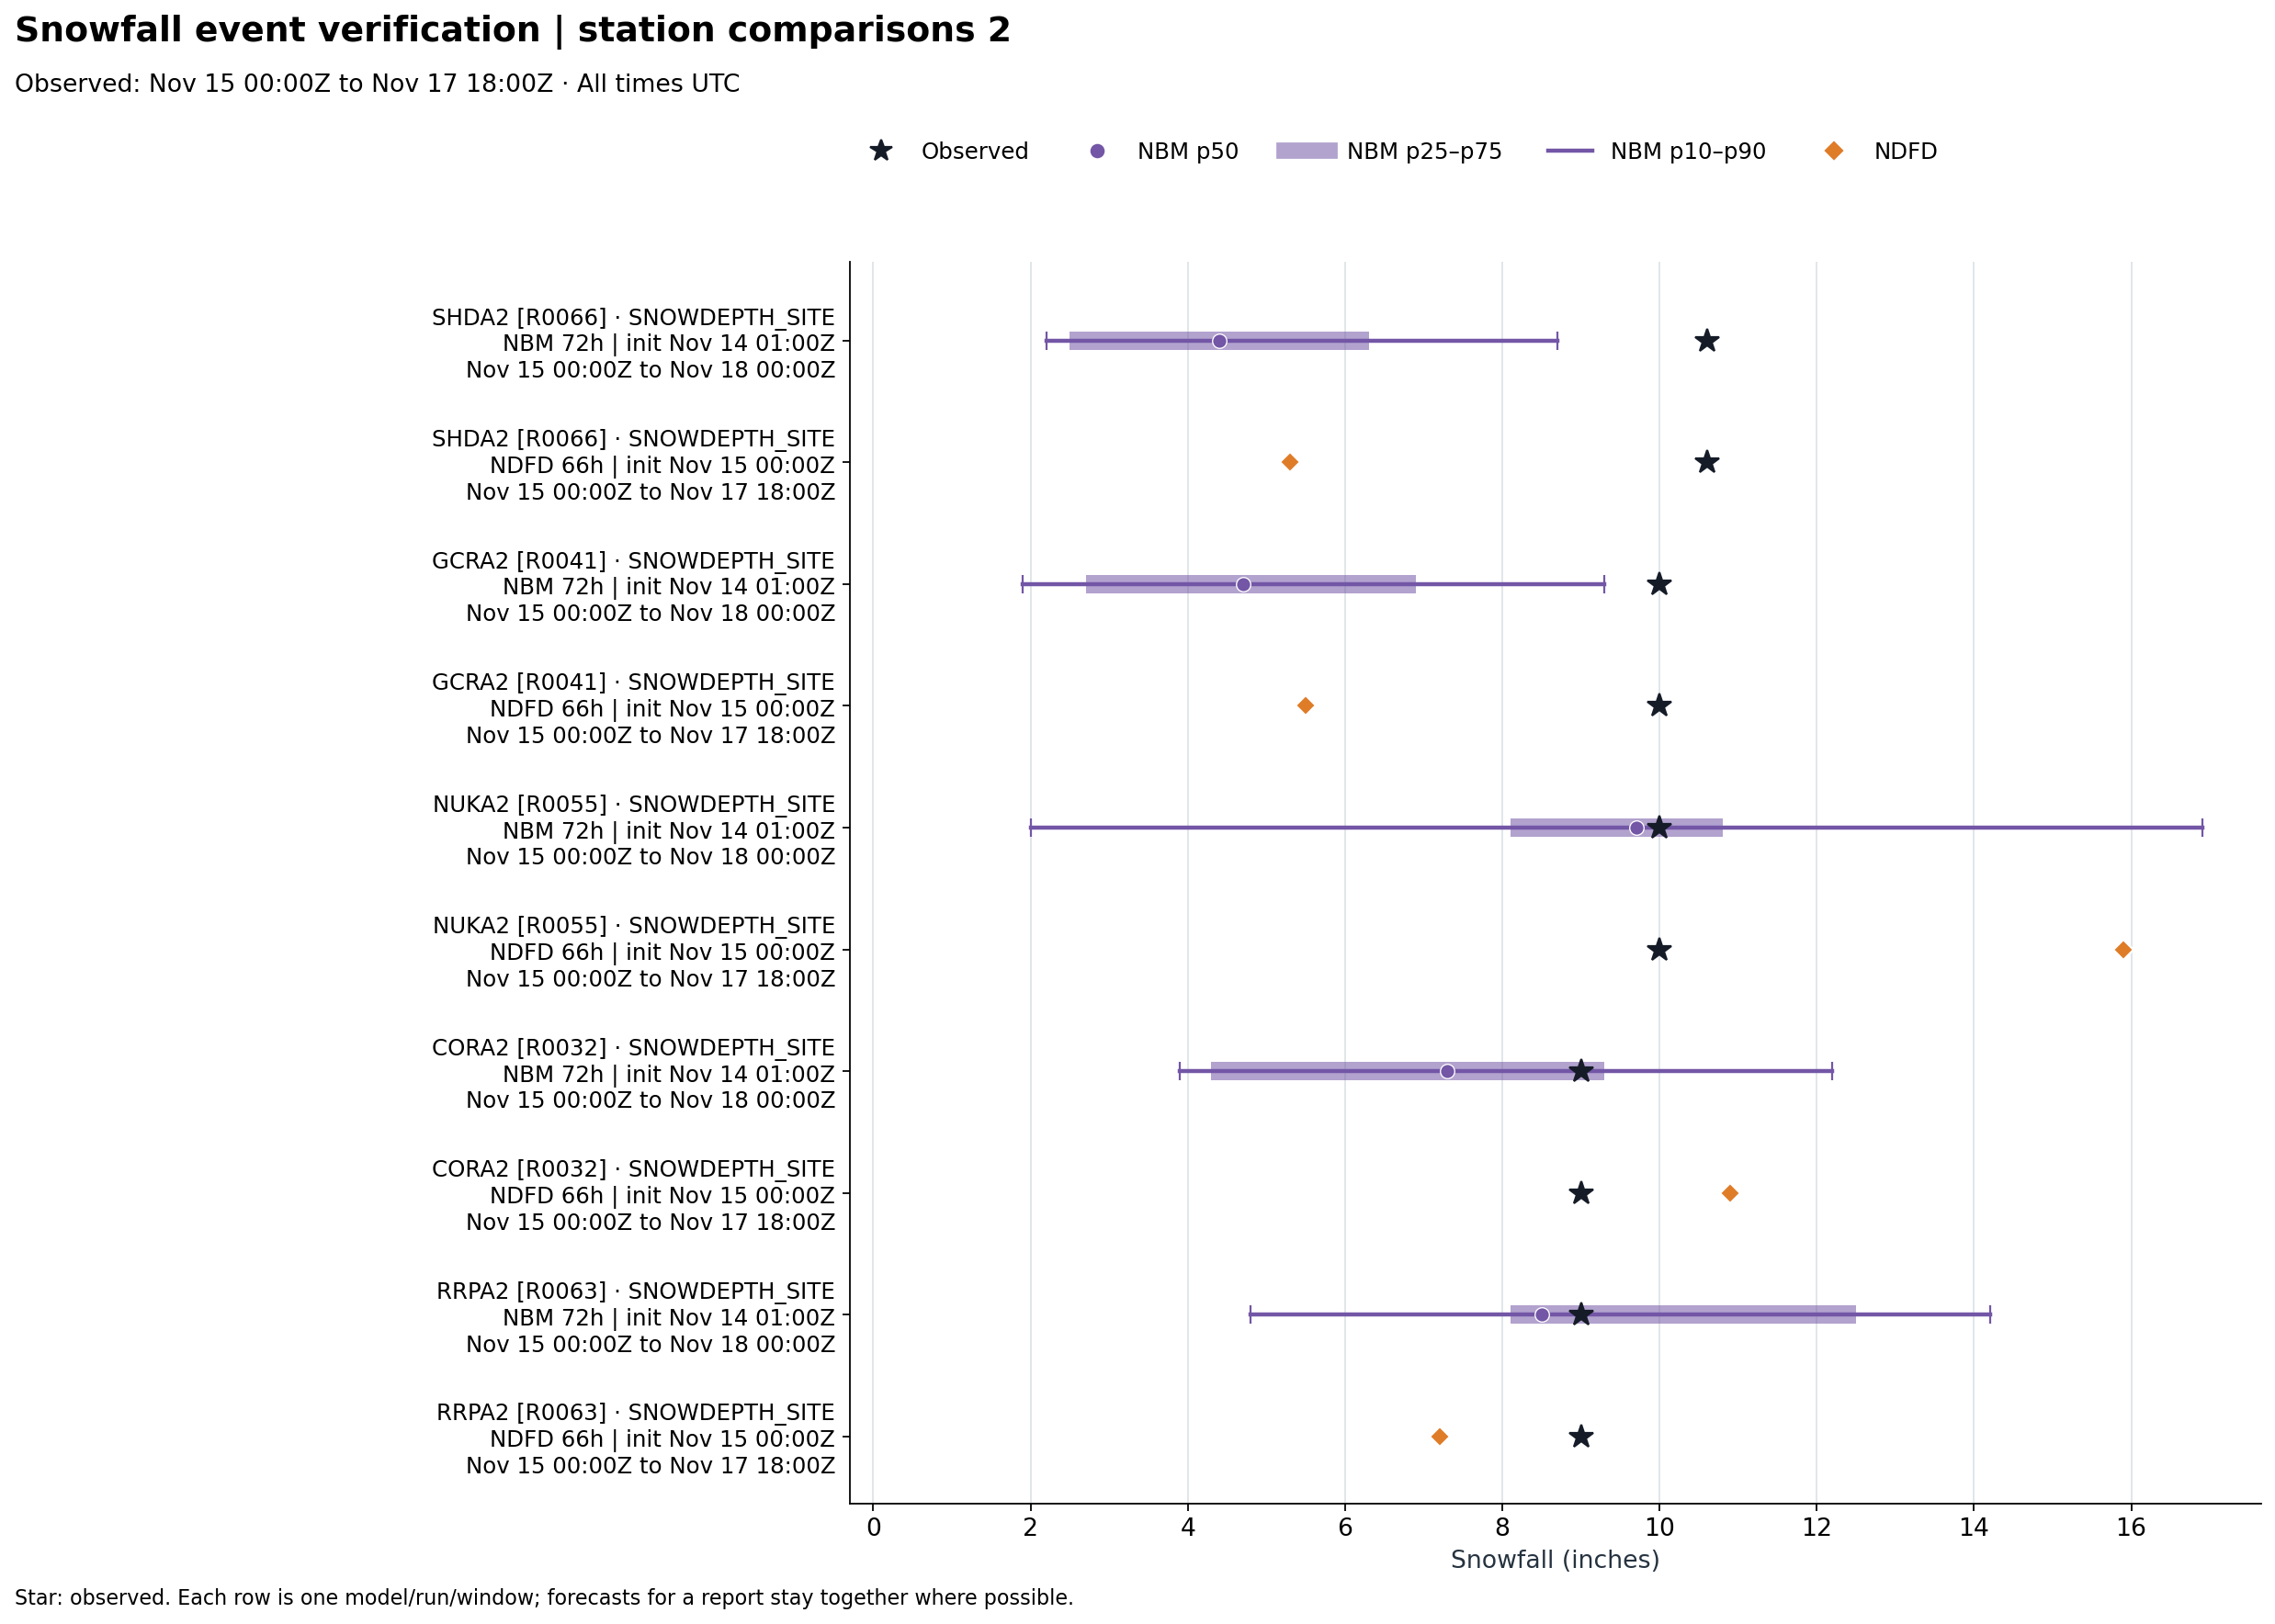 Snowfall event verification | station comparisons 2
Observed: Nov 15 00:00Z to Nov 17 18:00Z · All times UTC
Observed
NBM p50
NBM p25–p75
NBM p10–p90
NDFD
SHDA2 [R0066] · SNOWDEPTH_SITE
NBM 72h | init Nov 14 01:00Z
Nov 15 00:00Z to Nov 18 00:00Z
SHDA2 [R0066] · SNOWDEPTH_SITE
NDFD 66h | init Nov 15 00:00Z
Nov 15 00:00Z to Nov 17 18:00Z
GCRA2 [R0041] · SNOWDEPTH_SITE
NBM 72h | init Nov 14 01:00Z
Nov 15 00:00Z to Nov 18 00:00Z
GCRA2 [R0041] · SNOWDEPTH_SITE
NDFD 66h | init Nov 15 00:00Z
Nov 15 00:00Z to Nov 17 18:00Z
NUKA2 [R0055] · SNOWDEPTH_SITE
NBM 72h | init Nov 14 01:00Z
Nov 15 00:00Z to Nov 18 00:00Z
NUKA2 [R0055] · SNOWDEPTH_SITE
NDFD 66h | init Nov 15 00:00Z
Nov 15 00:00Z to Nov 17 18:00Z
CORA2 [R0032] · SNOWDEPTH_SITE
NBM 72h | init Nov 14 01:00Z
Nov 15 00:00Z to Nov 18 00:00Z
CORA2 [R0032] · SNOWDEPTH_SITE
NDFD 66h | init Nov 15 00:00Z
Nov 15 00:00Z to Nov 17 18:00Z
RRPA2 [R0063] · SNOWDEPTH_SITE
NBM 72h | init Nov 14 01:00Z
Nov 15 00:00Z to Nov 18 00:00Z
RRPA2 [R0063] · SNOWDEPTH_SITE
NDFD 66h | init Nov 15 00:00Z
Nov 15 00:00Z to Nov 17 18:00Z
0 2 4 6 8 10 12 14 16
Snowfall (inches)
Star: observed. Each row is one model/run/window; forecasts for a report stay together where possible.